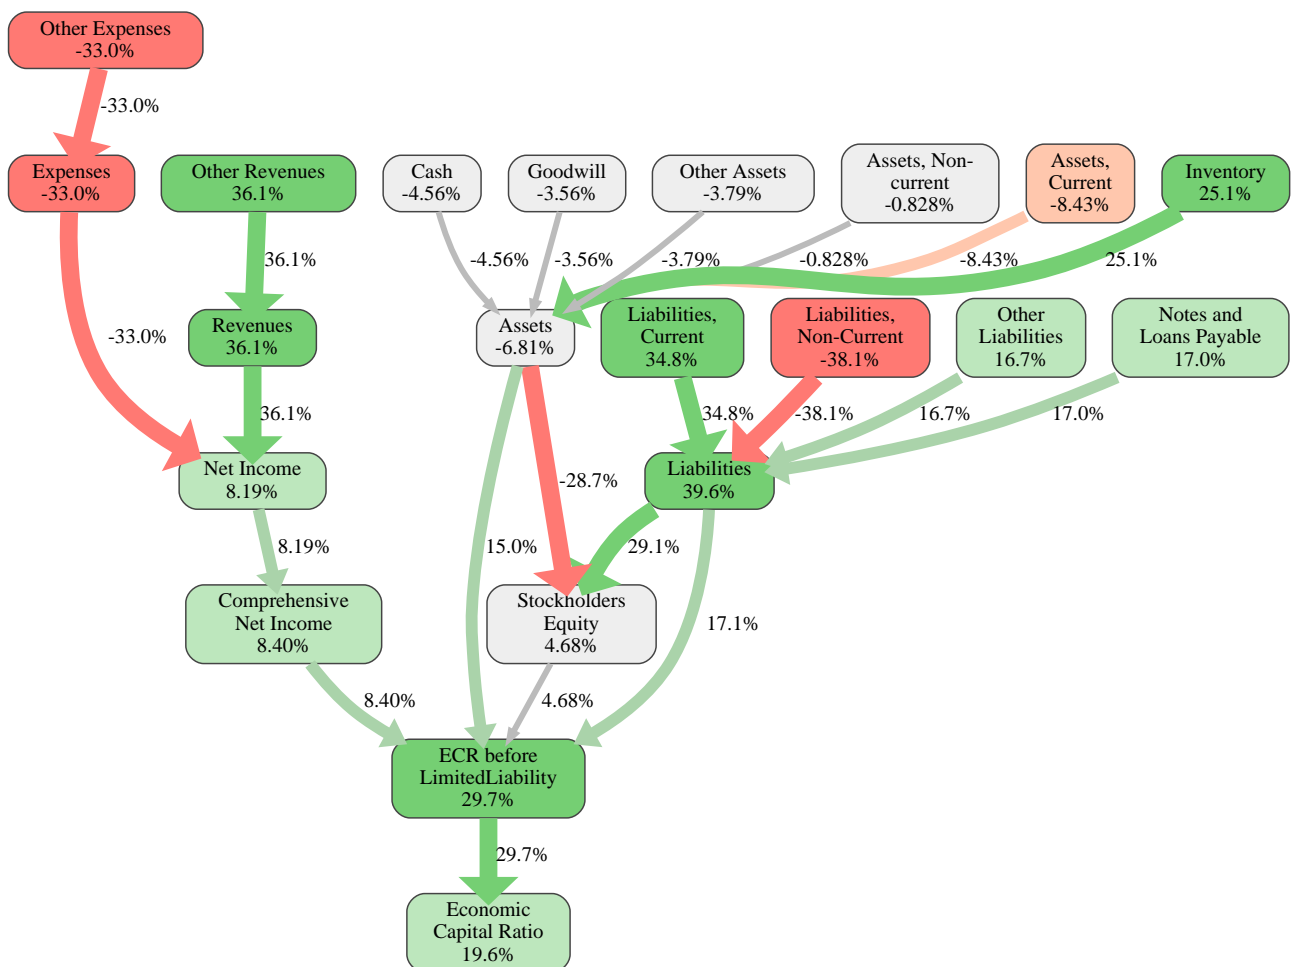 Other Expenses
-33.0%
-33.0%
Expenses
-33.0%
Other Revenues
36.1%
Cash
-4.56%
Goodwill
-3.56%
Other Assets
-3.79%
Assets, Non-
current
-0.828%
Assets,
Current
-8.43%
Inventory
25.1%
36.1%
-4.56%
-3.56%
-3.79%
-0.828%
-8.43%
25.1%
-33.0%
Revenues
36.1%
Assets
-6.81%
Liabilities,
Current
34.8%
Liabilities,
Non-Current
-38.1%
Other
Liabilities
16.7%
Notes and
Loans Payable
17.0%
36.1%
34.8%
-38.1%
16.7%
17.0%
Net Income
8.19%
-28.7%
Liabilities
39.6%
8.19%
15.0%
29.1%
Comprehensive
Net Income
8.40%
Stockholders
Equity
4.68%
17.1%
8.40%
4.68%
ECR before
LimitedLiability
29.7%
29.7%
Economic
Capital Ratio
19.6%